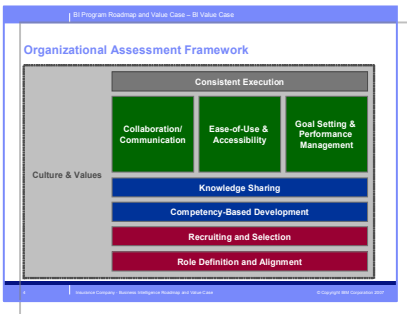 BI Program Roadmap and Value Case – BI Value Case
Organizational Assessment Framework
Consistent Execution
Collaboration/
Communication
Ease-of-Use &
Accessibility
Goal Setting &
Performance
Management
Culture & Values
Knowledge Sharing
Competency-Based Development
Recruiting and Selection
Role Definition and Alignment
Insurance Company - Business Intelligence Roadmap and Value Case
© Copyright IBM Corporation 2007